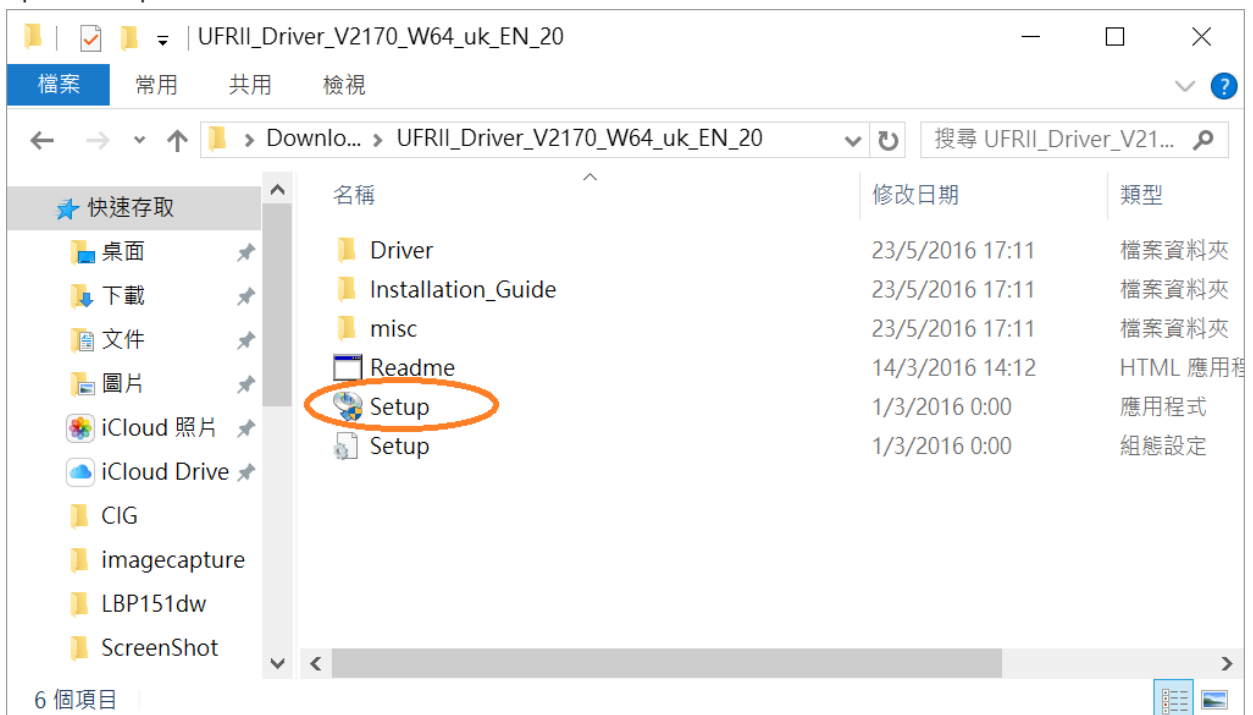 UFRII_Driver_V2170_W64_uk_EN_20
檔案 常用 共用 檢視
Downlo... > UFRII_Driver_V2170_W64_uk_EN_20 搜尋 UFRII_Driver_V21...
快速存取
桌面
下載
文件
圖片
iCloud 照片
iCloud Drive
CIG
imagecapture
LBP151dw
ScreenShot
名稱 修改日期 類型
Driver 23/5/2016 17:11 檔案資料夾
Installation_Guide 23/5/2016 17:11 檔案資料夾
misc 23/5/2016 17:11 檔案資料夾
Readme 14/3/2016 14:12 HTML 應用程
Setup 1/3/2016 0:00 應用程式
Setup 1/3/2016 0:00 組態設定
6 個項目